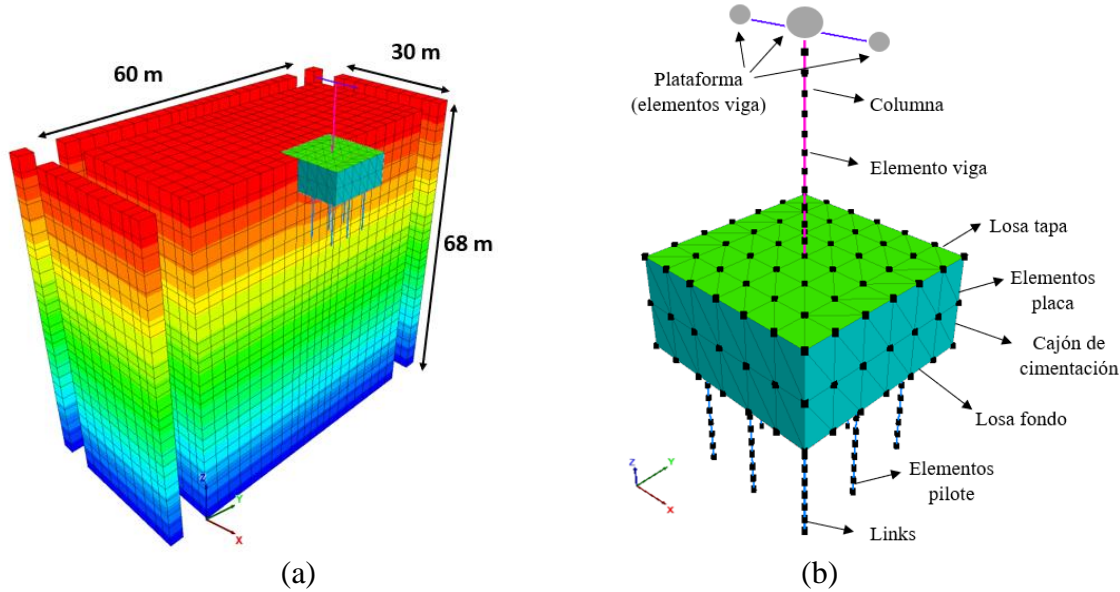 60 m
30 m
68 m
Z
Y
X
(a)
Plataforma
(elementos viga)
Columna
Elemento viga
Losa tapa
Elementos
placa
Cajón de
cimentación
Losa fondo
Elementos
pilote
Links
Z
Y
X
(b)